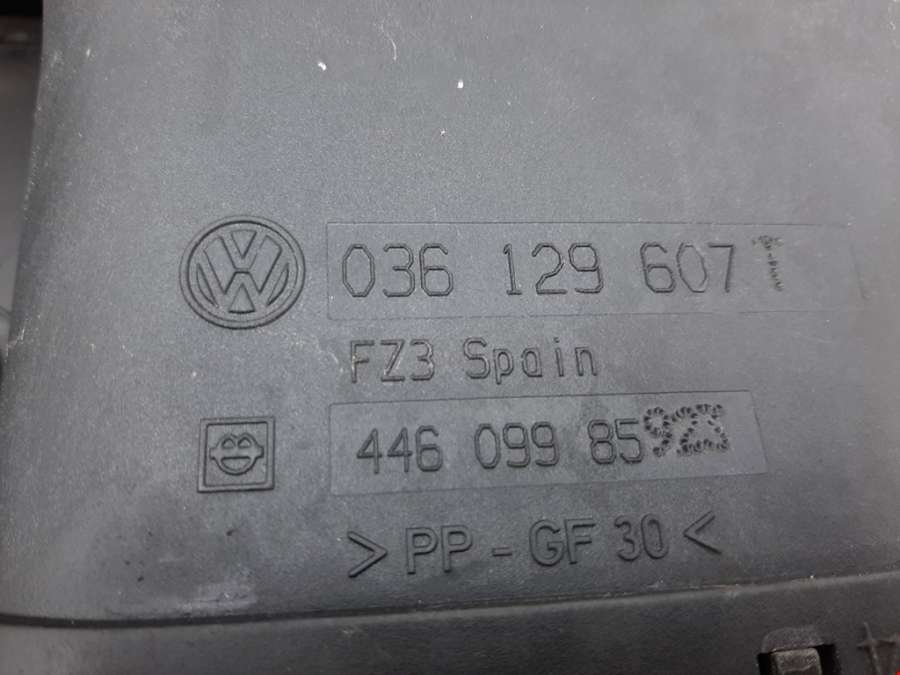 036 129 607 T
FZ3 Spain
446 099 85
> PP - GF 30 <